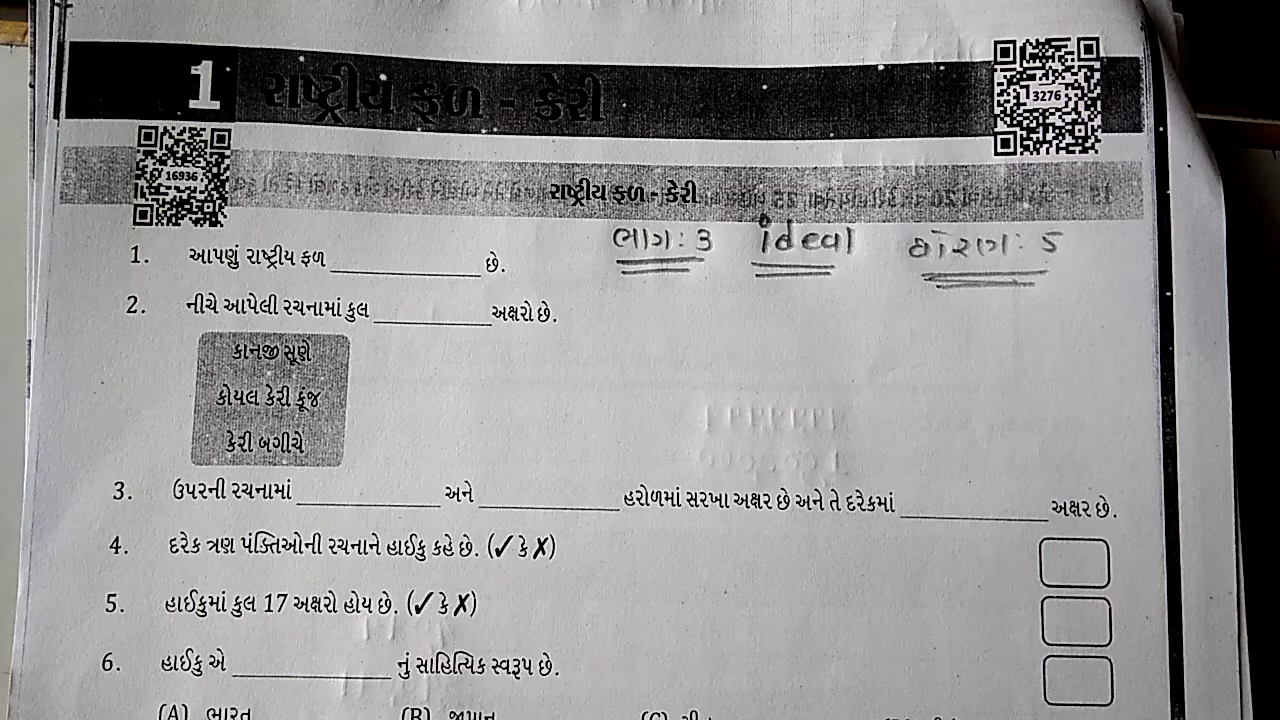 1 રાષ્ટ્રીય ફળ - કેરી
3276
16936
રાષ્ટ્રીય ફળ - કેરી
ભાગ : 3 ideal ધોરણ : 5
1. આપણું રાષ્ટ્રીય ફળ ____________ છે.
2. નીચે આપેલી રચનામાં કુલ __________ અક્ષરો છે.
કાનજી સૂણે
કોયલ કેરી કૂંજ
કેરી બગીચે
3. ઉપરની રચનામાં ____________ અને ____________ હરોળમાં સરખા અક્ષર છે અને તે દરેકમાં ____________ અક્ષર છે.
4. દરેક ત્રણ પંક્તિઓની રચનાને હાઈકુ કહે છે. (✓ કે ✗)
5. હાઈકુમાં કુલ 17 અક્ષરો હોય છે. (✓ કે ✗)
6. હાઈકુ એ ____________ નું સાહિત્યિક સ્વરૂપ છે.
(A) ભારત (B) જાપાન (C)